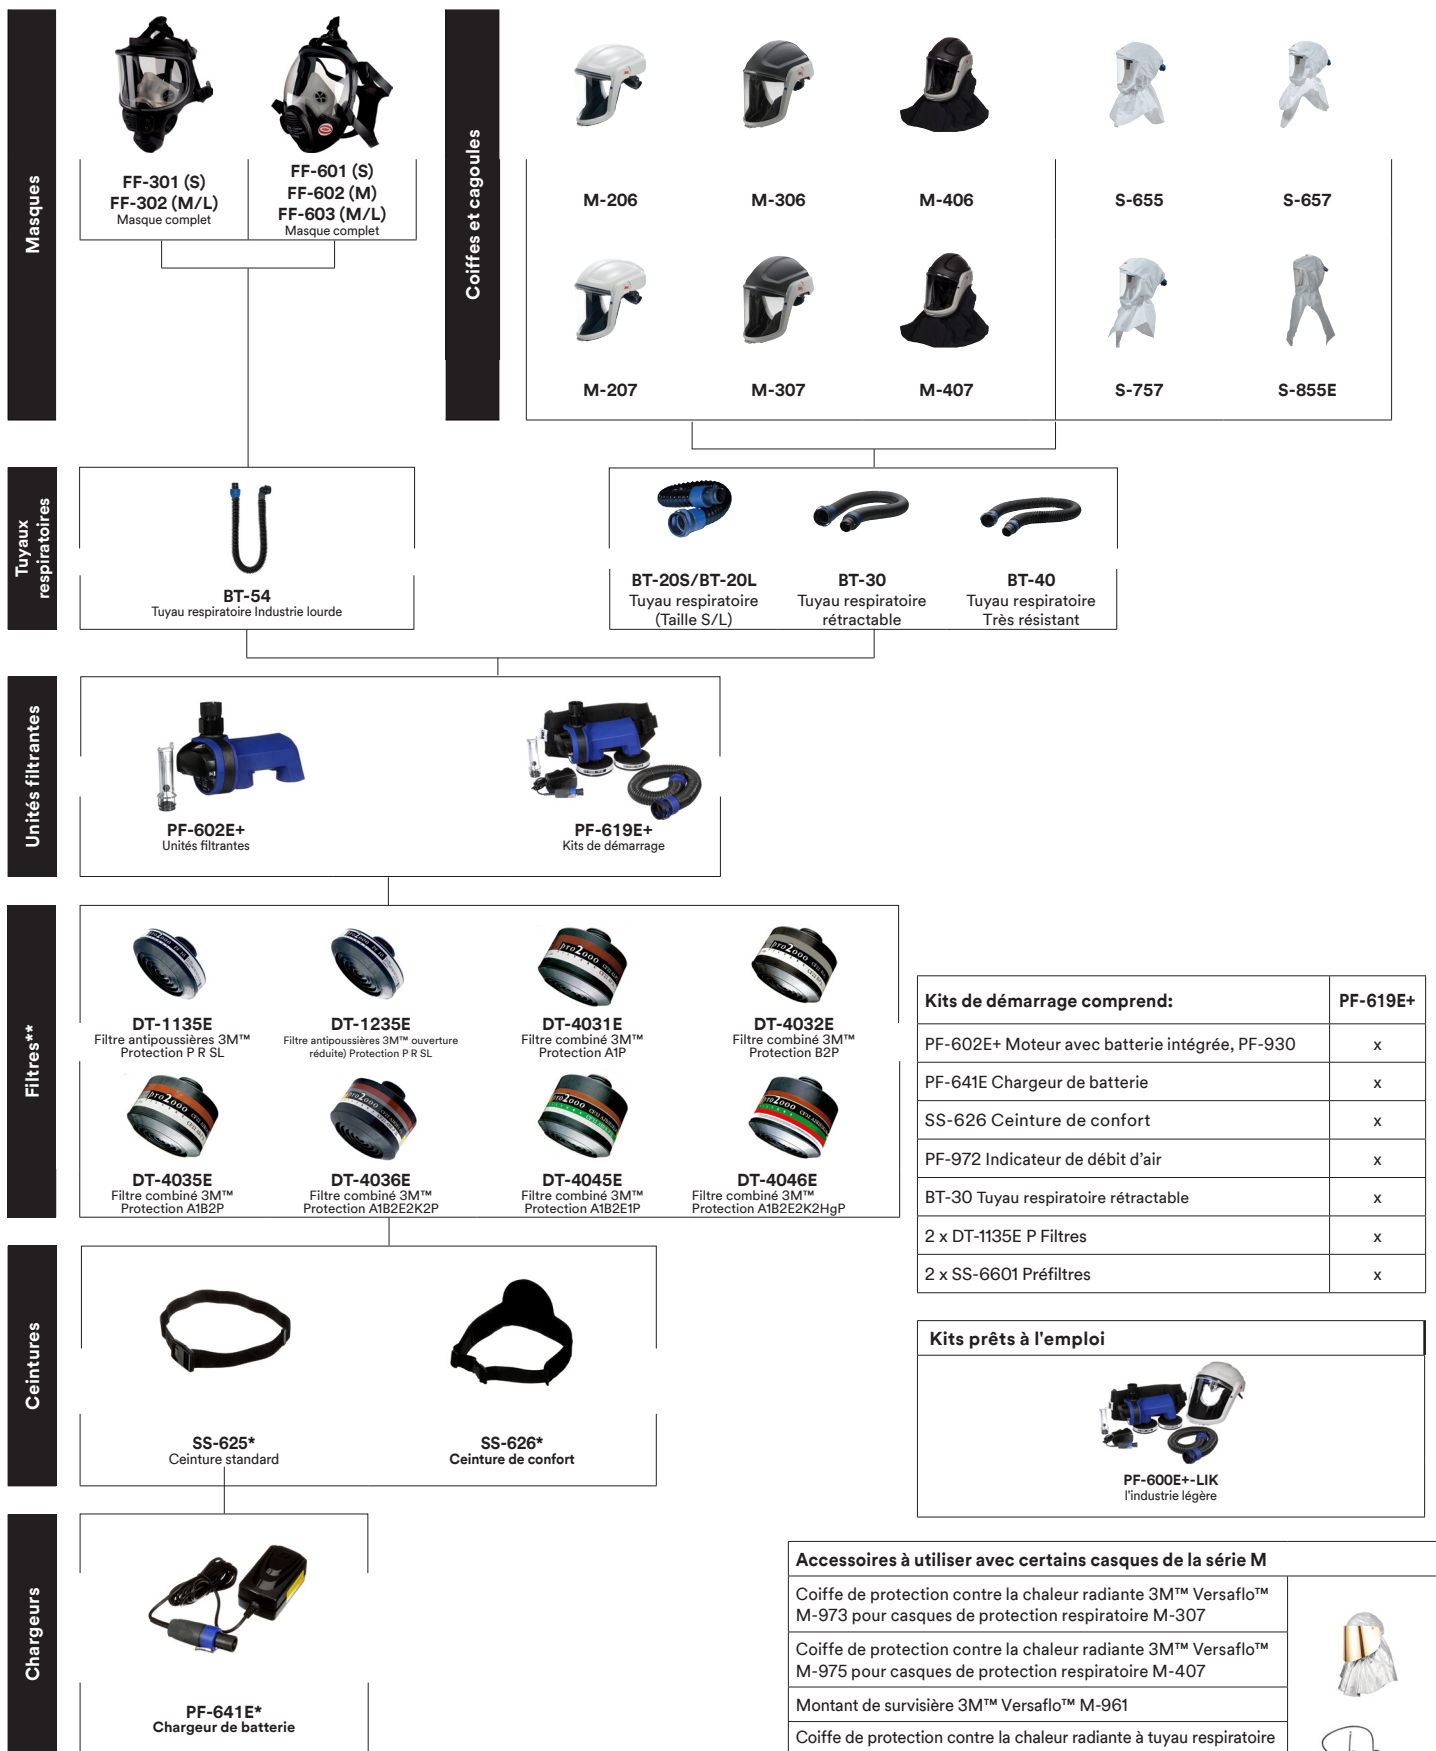 Masques
FF-301 (S)
FF-302 (M/L)
Masque complet
FF-601 (S)
FF-602 (M)
FF-603 (M/L)
Masque complet
Coiffes et cagoules
M-206
M-306
M-406
S-655
S-657
M-207
M-307
M-407
S-757
S-855E
Tuyaux
respiratoires
BT-54
Tuyau respiratoire Industrie lourde
BT-20S/BT-20L
Tuyau respiratoire
(Taille S/L)
BT-30
Tuyau respiratoire
rétractable
BT-40
Tuyau respiratoire
Très résistant
Unités filtrantes
PF-602E+
Unités filtrantes
PF-619E+
Kits de démarrage
Filtres**
DT-1135E
Filtre antipoussières 3M™
Protection P R SL
DT-1235E
Filtre antipoussières 3M™ ouverture
réduite) Protection P R SL
DT-4031E
Filtre combiné 3M™
Protection A1P
DT-4032E
Filtre combiné 3M™
Protection B2P
DT-4035E
Filtre combiné 3M™
Protection A1B2P
DT-4036E
Filtre combiné 3M™
Protection A1B2E2K2P
DT-4045E
Filtre combiné 3M™
Protection A1B2E1P
DT-4046E
Filtre combiné 3M™
Protection A1B2E2K2HgP
Kits de démarrage comprend: PF-619E+
PF-602E+ Moteur avec batterie intégrée, PF-930 x
PF-641E Chargeur de batterie x
SS-626 Ceinture de confort x
PF-972 Indicateur de débit d'air x
BT-30 Tuyau respiratoire rétractable x
2 x DT-1135E P Filtres x
2 x SS-6601 Préfiltres x
Ceintures
SS-625*
Ceinture standard
SS-626*
Ceinture de confort
Kits prêts à l'emploi
PF-600E+-LIK
l'industrie légère
Chargeurs
PF-641E*
Chargeur de batterie
Accessoires à utiliser avec certains casques de la série M
Coiffe de protection contre la chaleur radiante 3M™ Versaflo™
M-973 pour casques de protection respiratoire M-307
Coiffe de protection contre la chaleur radiante 3M™ Versaflo™
M-975 pour casques de protection respiratoire M-407
Montant de survisière 3M™ Versaflo™ M-961
Coiffe de protection contre la chaleur radiante à tuyau respiratoire